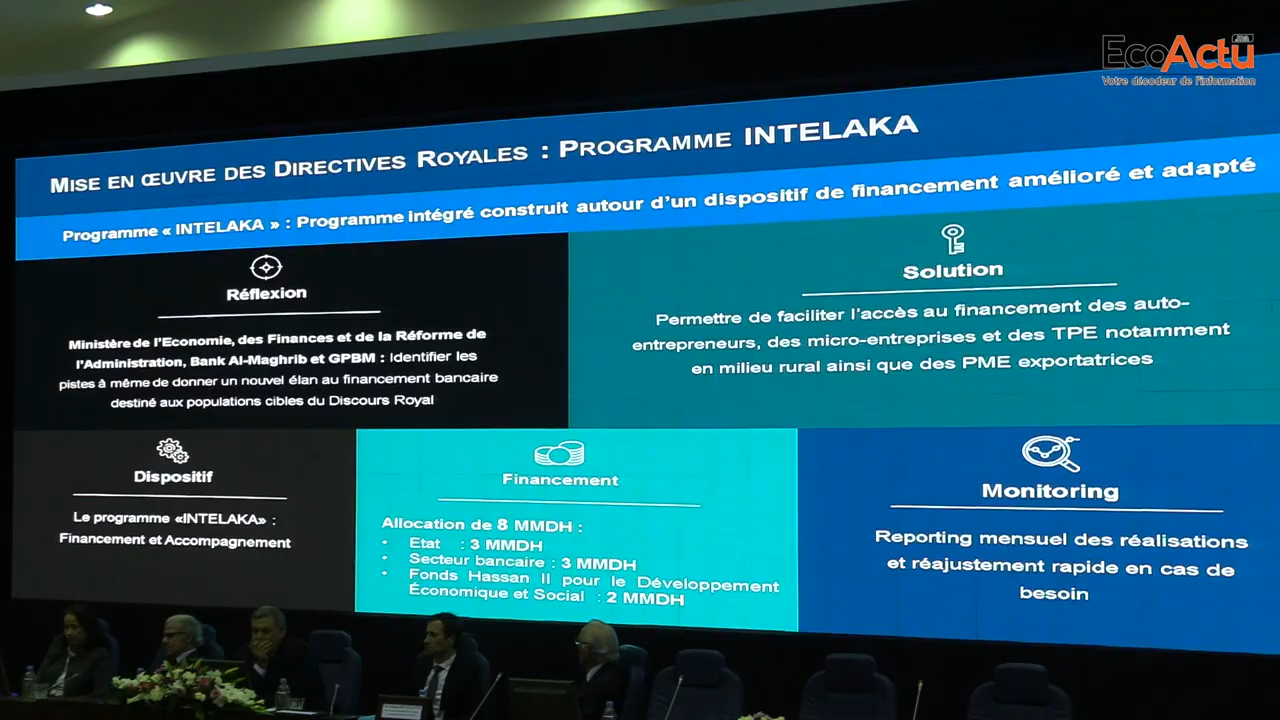 EcoActu
Votre décodeur de l'information
MISE EN ŒUVRE DES DIRECTIVES ROYALES : PROGRAMME INTELAKA
Programme « INTELAKA » : Programme intégré construit autour d'un dispositif de financement amélioré et adapté
Réflexion
Ministère de l'Economie, des Finances et de la Réforme de
l'Administration, Bank Al-Maghrib et GPBM : Identifier les
pistes à même de donner un nouvel élan au financement bancaire
destiné aux populations cibles du Discours Royal
Solution
Permettre de faciliter l'accès au financement des auto-
entrepreneurs, des micro-entreprises et des TPE notamment
en milieu rural ainsi que des PME exportatrices
Dispositif
Le programme «INTELAKA» :
Financement et Accompagnement
Financement
Allocation de 8 MMDH :
• Etat : 3 MMDH
• Secteur bancaire : 3 MMDH
• Fonds Hassan II pour le Développement
Économique et Social : 2 MMDH
Monitoring
Reporting mensuel des réalisations
et réajustement rapide en cas de
besoin